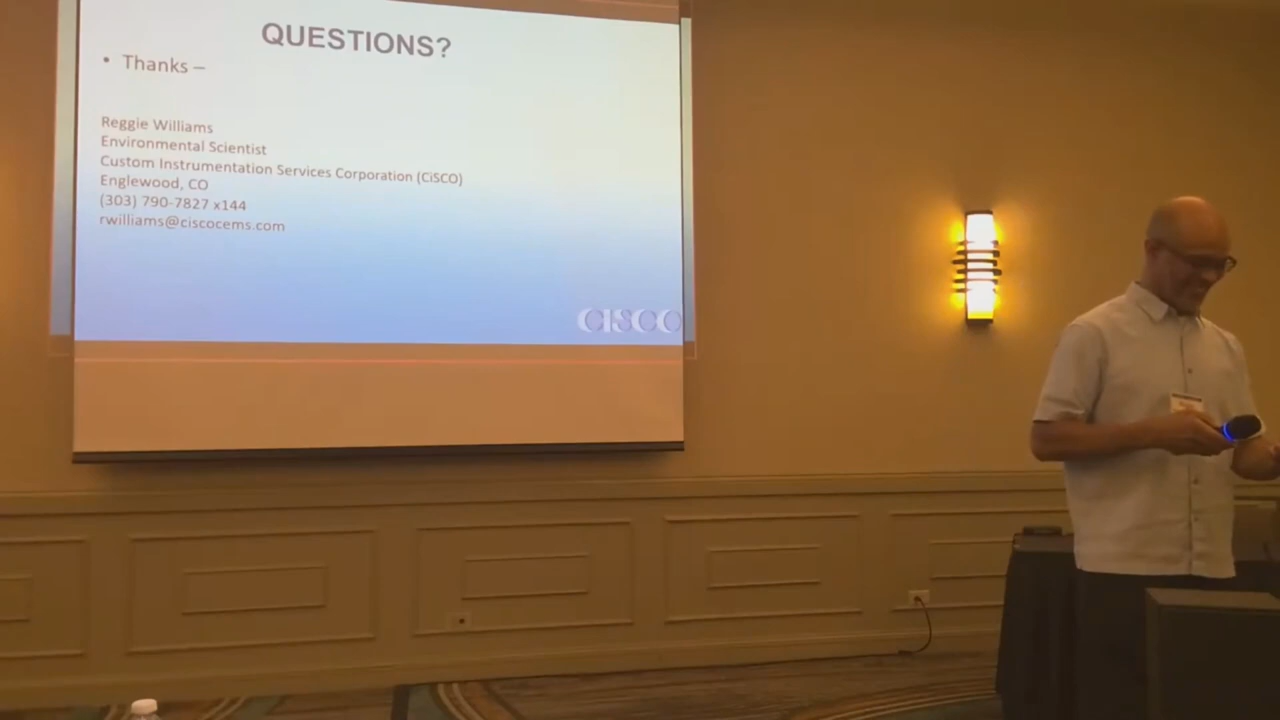 QUESTIONS?
• Thanks –
Reggie Williams
Environmental Scientist
Custom Instrumentation Services Corporation (CiSCO)
Englewood, CO
(303) 790-7827 x144
rwilliams@ciscocems.com
CISCO